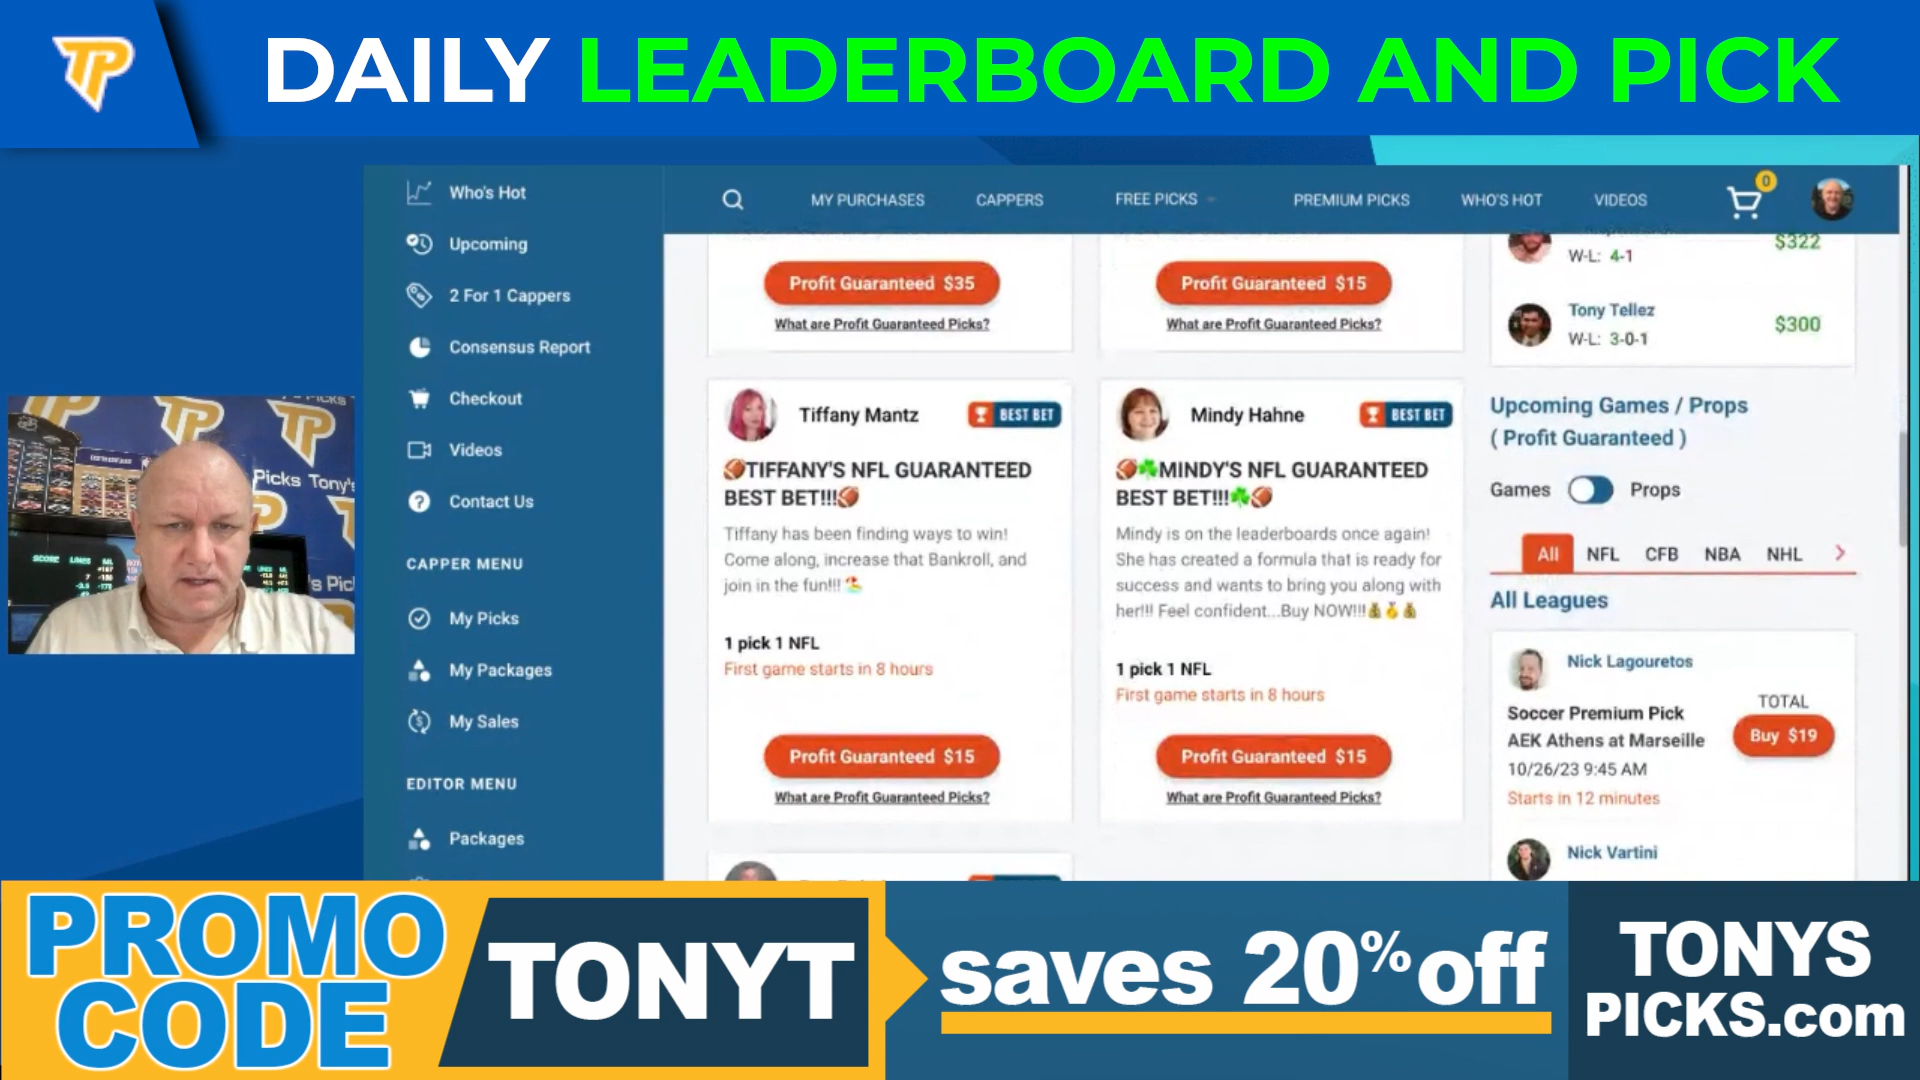 TP
DAILY LEADERBOARD AND PICK
Who's Hot
Upcoming
2 For 1 Cappers
Consensus Report
Checkout
Videos
Contact Us
CAPPER MENU
My Picks
My Packages
My Sales
EDITOR MENU
Packages
MY PURCHASES
CAPPERS
FREE PICKS
PREMIUM PICKS
WHO'S HOT
VIDEOS
0
Profit Guaranteed $35
What are Profit Guaranteed Picks?
Profit Guaranteed $15
What are Profit Guaranteed Picks?
Tiffany Mantz
BEST BET
🏈TIFFANY'S NFL GUARANTEED
BEST BET!!!🏈
Tiffany has been finding ways to win!
Come along, increase that Bankroll, and
join in the fun!!! 🏖️
1 pick 1 NFL
First game starts in 8 hours
Profit Guaranteed $15
What are Profit Guaranteed Picks?
Mindy Hahne
BEST BET
🏈☘️MINDY'S NFL GUARANTEED
BEST BET!!!☘️🏈
Mindy is on the leaderboards once again!
She has created a formula that is ready for
success and wants to bring you along with
her!!! Feel confident...Buy NOW!!!💰🏅💰
1 pick 1 NFL
First game starts in 8 hours
Profit Guaranteed $15
What are Profit Guaranteed Picks?
$322
W-L: 4-1
Tony Tellez
$300
W-L: 3-0-1
Upcoming Games / Props
( Profit Guaranteed )
Games
Props
All
NFL
CFB
NBA
NHL
All Leagues
Nick Lagouretos
Soccer Premium Pick
AEK Athens at Marseille
10/26/23 9:45 AM
Starts in 12 minutes
TOTAL
Buy $19
Nick Vartini
Picks Tony's
SCORE LINES ML
PROMO
CODE
TONYT
saves 20% off
TONYS
PICKS.com